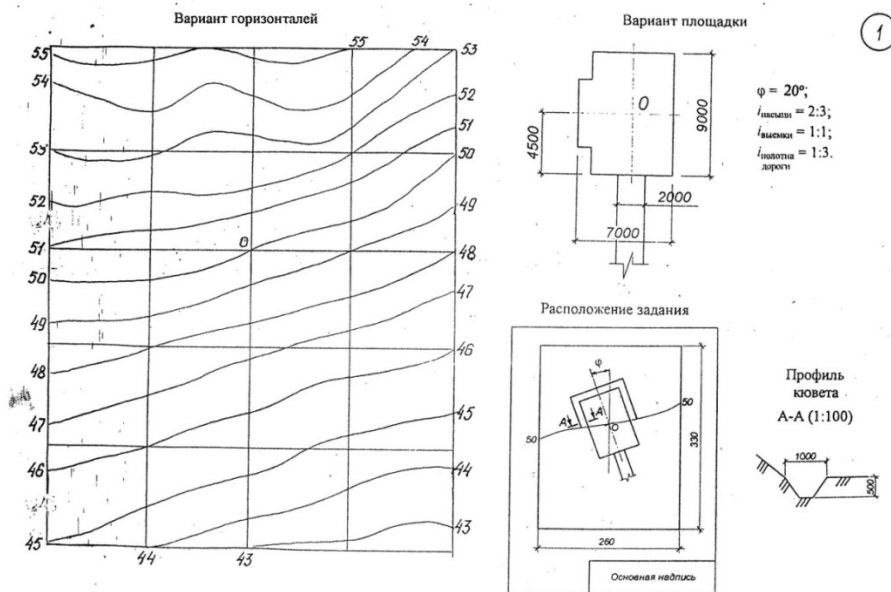 Вариант горизонталей
55 54 53
55
54
53
52
51
50
49
48
47
46
45
52
51
50
49
48
47
46
45
44
43
О
44 43
Вариант площадки
1
О
4500
9000
2000
7000
φ = 20°;
iнасыпи = 2:3;
iвыемки = 1:1;
iполотна = 1:3.
дороги
Расположение задания
φ
А А
50 50
О
330
260
Основная надпись
Профиль
кювета
А-А (1:100)
1000
500